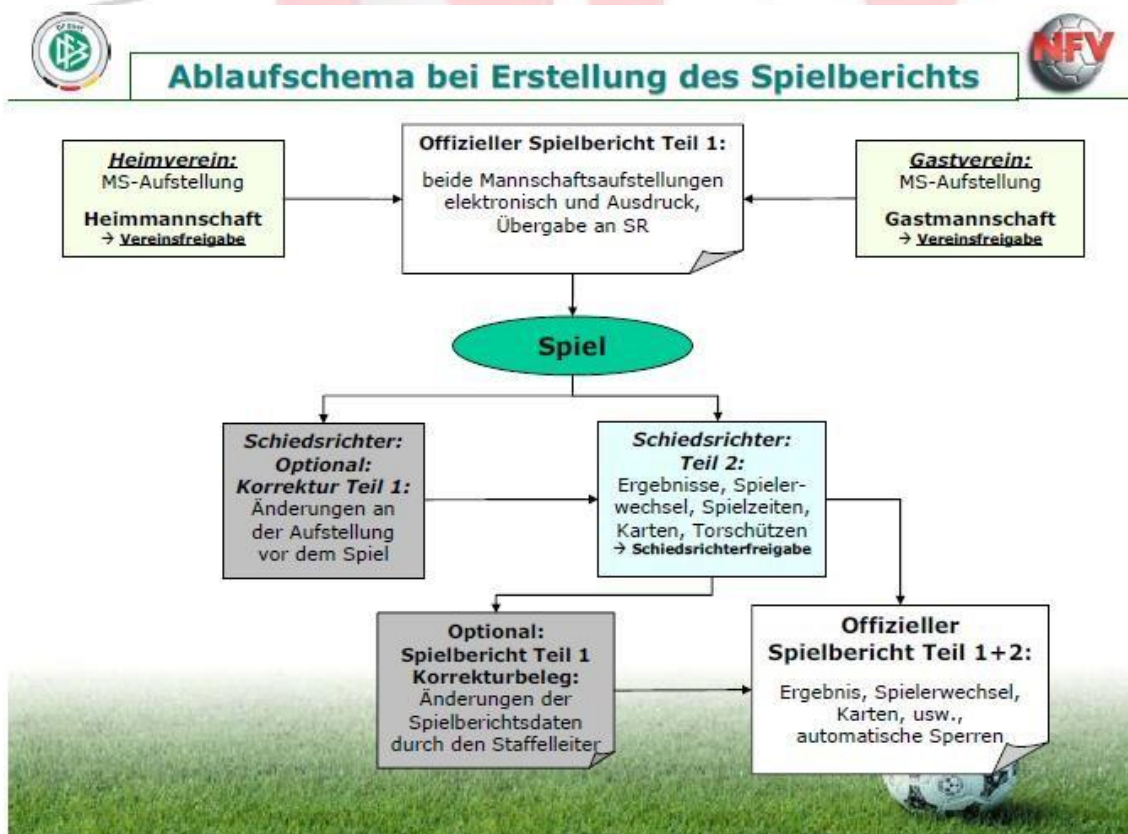 DFB
NFV
Ablaufschema bei Erstellung des Spielberichts
Heimverein:
MS-Aufstellung
Heimmannschaft
→ Vereinsfreigabe
Offizieller Spielbericht Teil 1:
beide Mannschaftsaufstellungen
elektronisch und Ausdruck,
Übergabe an SR
Gastverein:
MS-Aufstellung
Gastmannschaft
→ Vereinsfreigabe
Spiel
Schiedsrichter:
Optional:
Korrektur Teil 1:
Änderungen an
der Aufstellung
vor dem Spiel
Schiedsrichter:
Teil 2:
Ergebnisse, Spieler-
wechsel, Spielzeiten,
Karten, Torschützen
→ Schiedsrichterfreigabe
Optional:
Spielbericht Teil 1
Korrekturbeleg:
Änderungen der
Spielberichtsdaten
durch den Staffelleiter
Offizieller
Spielbericht Teil 1+2:
Ergebnis, Spielerwechsel,
Karten, usw.,
automatische Sperren